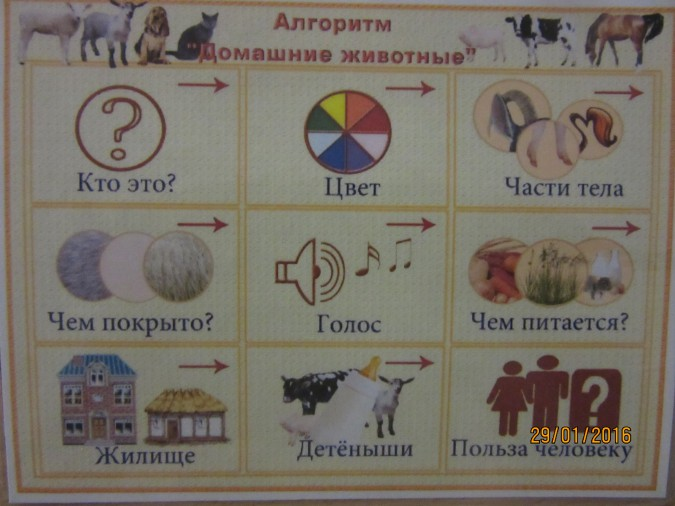 Алгоритм
"Домашние животные"
Кто это?
Цвет
Части тела
Чем покрыто?
Голос
Чем питается?
Жилище
Детёныши
Польза человеку
29/01/2016